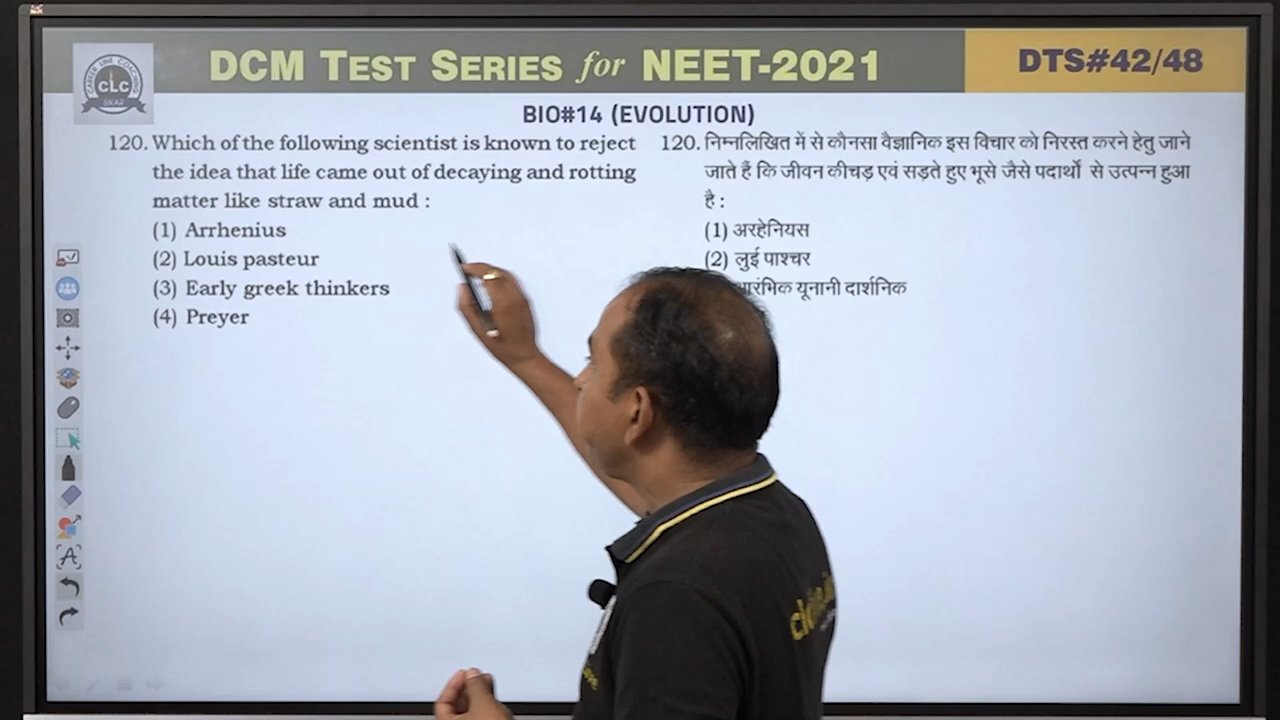 DCM TEST SERIES for NEET-2021
DTS#42/48
CLC
SIKAR
BIO#14 (EVOLUTION)
120. Which of the following scientist is known to reject
the idea that life came out of decaying and rotting
matter like straw and mud :
(1) Arrhenius
(2) Louis pasteur
(3) Early greek thinkers
(4) Preyer
120. निम्नलिखित में से कौनसा वैज्ञानिक इस विचार को निरस्त करने हेतु जाने
जाते हैं कि जीवन कीचड़ एवं सड़ते हुए भूसे जैसे पदार्थो से उत्पन्न हुआ
है :
(1) अरहेनियस
(2) लुई पाश्चर
यूनानी दार्शनिक